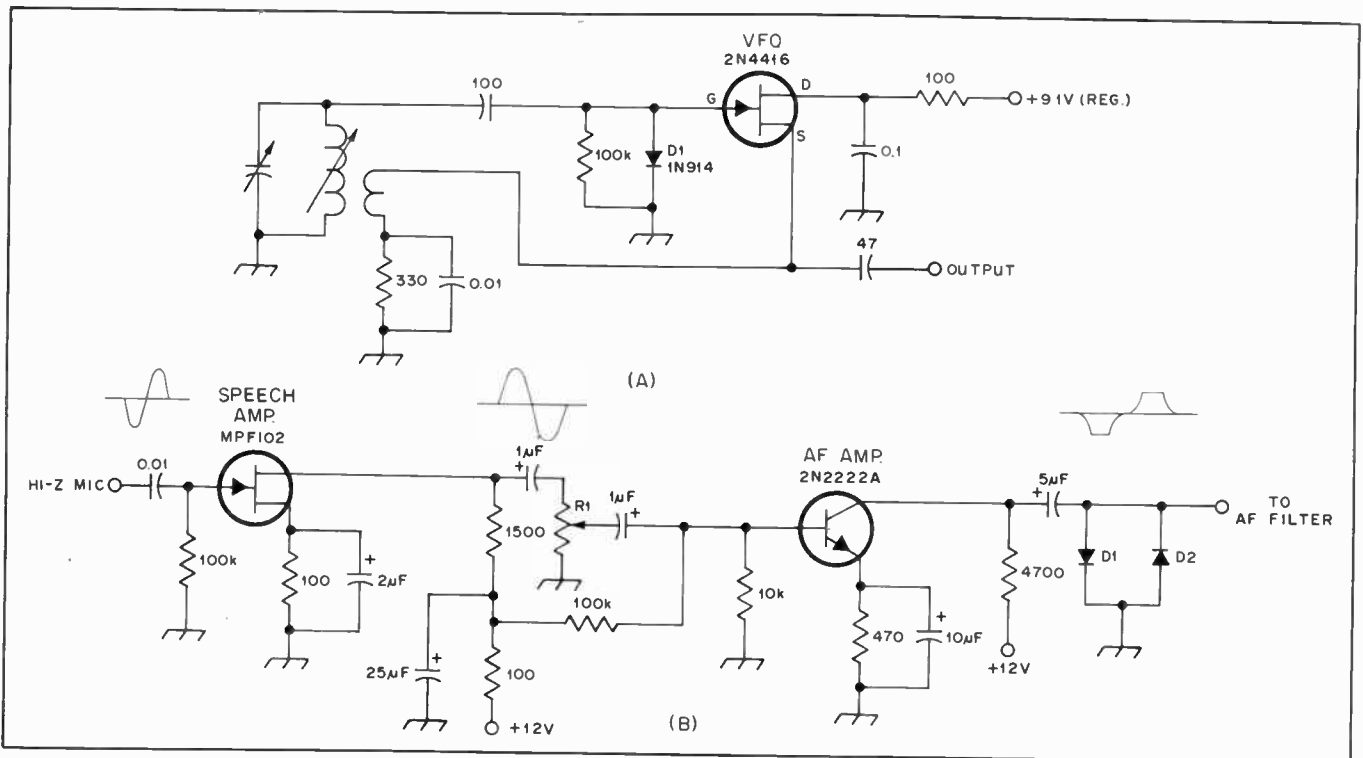 VFO
2N4416
100
G
D
S
100
+91V (REG.)
100k
D1
1N914
0.1
330
0.01
47
OUTPUT
(A)
SPEECH
AMP.
MPF102
HI-Z MIC
0.01
100k
100
2µF
+
1500
+
1µF
R1
1µF
+
100k
25µF
+
100
+12V
10k
AF AMP.
2N2222A
470
+
10µF
4700
+12V
+
5µF
D1
D2
TO
AF FILTER
(B)